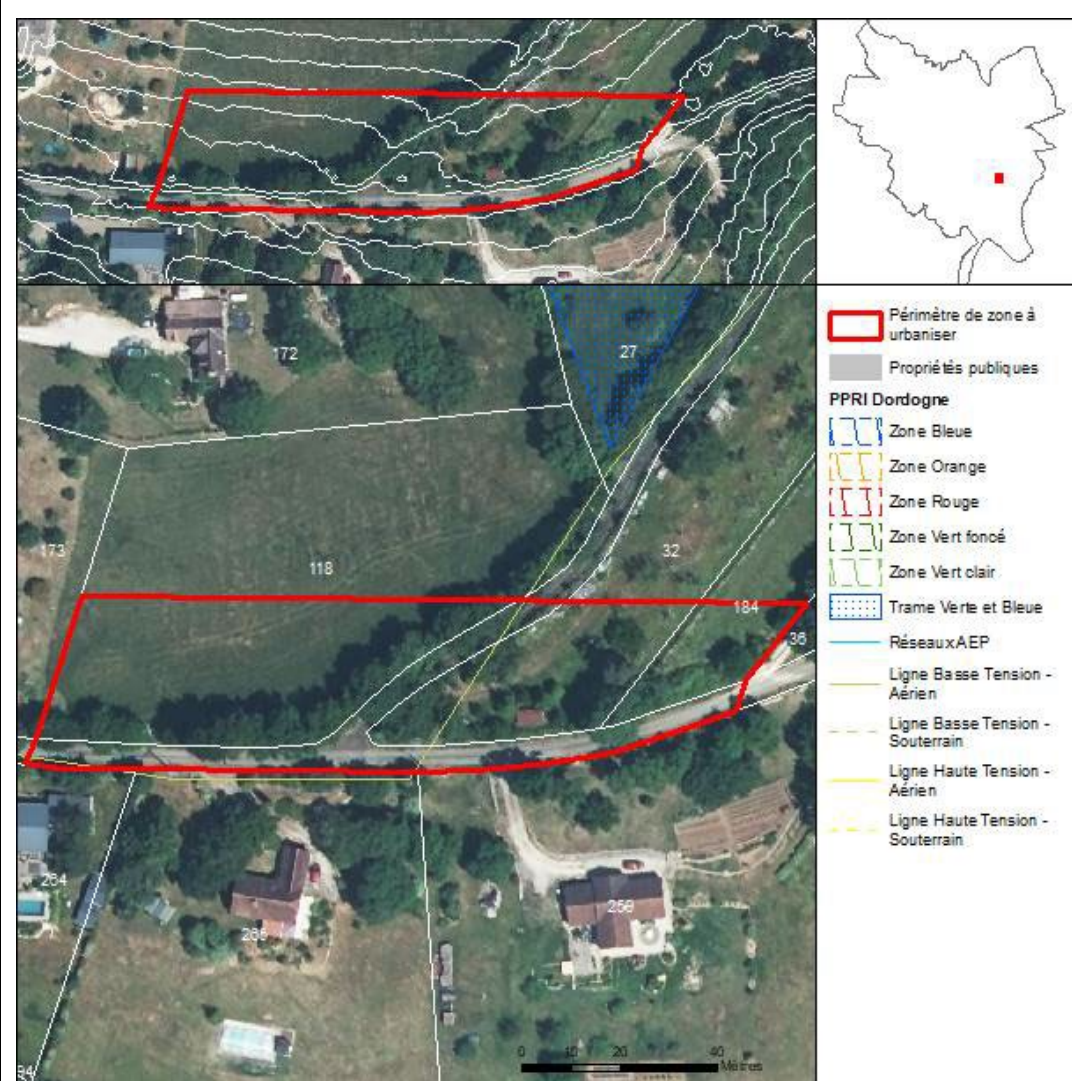 172
27
173
118
32
184
36
264
259
0 10 20 40
Mètres
Périmètre de zone à
urbaniser
Propriétés publiques
PPRI Dordogne
Zone Bleue
Zone Orange
Zone Rouge
Zone Vert foncé
Zone Vert clair
Trame Verte et Bleue
Réseaux AEP
Ligne Basse Tension -
Aérien
Ligne Basse Tension -
Souterrain
Ligne Haute Tension -
Aérien
Ligne Haute Tension -
Souterrain